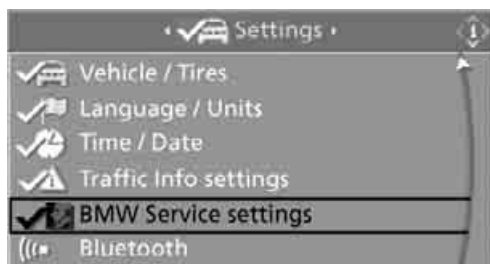 Settings
Vehicle / Tires
Language / Units
Time / Date
Traffic Info settings
BMW Service settings
Bluetooth